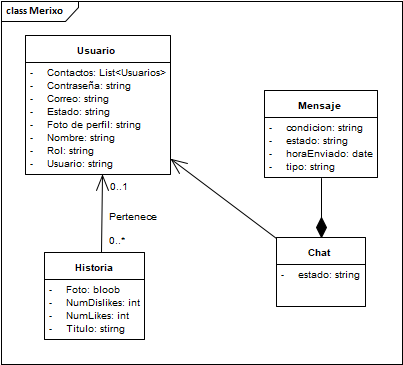 class Merixo
Usuario
- Contactos: List<Usuarios>
- Contraseña: string
- Correo: string
- Estado: string
- Foto de perfil: string
- Nombre: string
- Rol: string
- Usuario: string
Mensaje
- condicion: string
- estado: string
- horaEnviado: date
- tipo: string
0..1
Pertenece
0..*
Historia
- Foto: bloob
- NumDislikes: int
- NumLikes: int
- Titulo: stirng
Chat
- estado: string